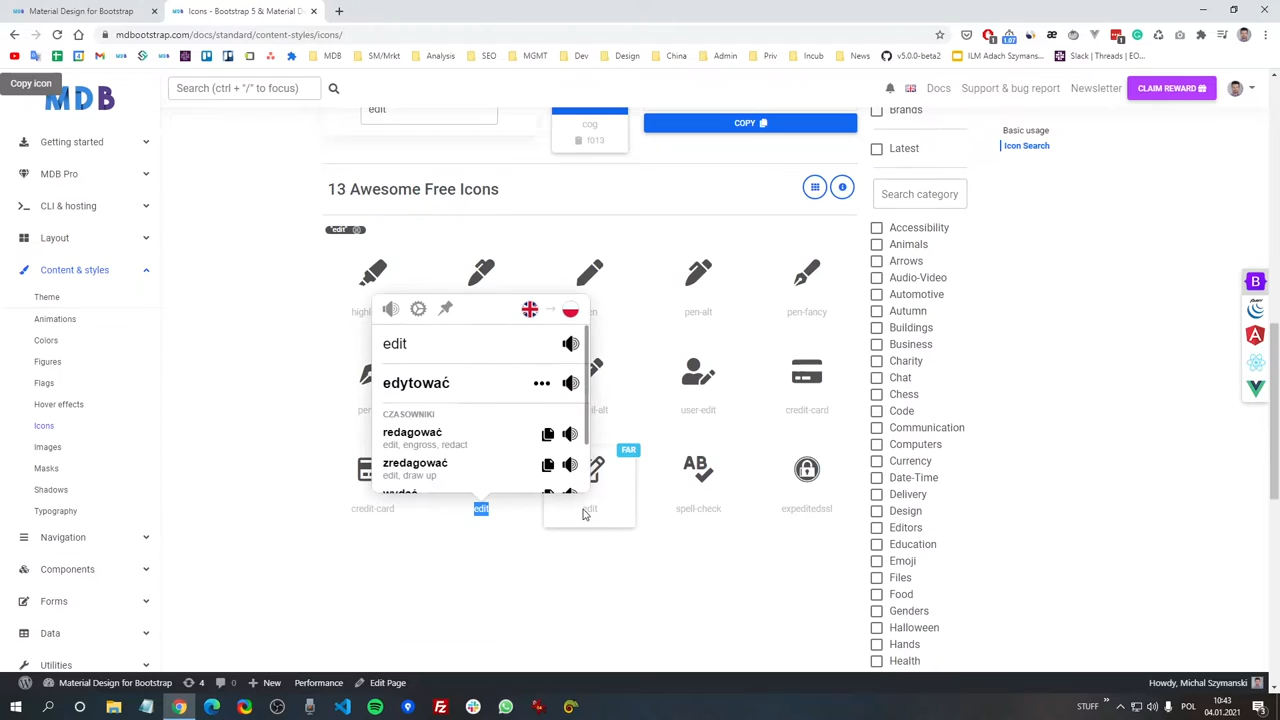 Material Design for Bootstrap
Icons - Bootstrap 5 & Material D
mdbootstrap.com/docs/standard/content-styles/icons/
MDB
SM/Mrkt
Analysis
SEO
MGMT
Dev
Design
China
Admin
Priv
Incub
News
v5.0.0-beta2
ILM Adach Szymans...
Slack | Threads | EO...
Copy icon
MDB
Search (ctrl + "/" to focus)
Docs
Support & bug report
Newsletter
CLAIM REWARD
Getting started
MDB Pro
CLI & hosting
Layout
Content & styles
Theme
Animations
Colors
Figures
Flags
Hover effects
Icons
Images
Masks
Shadows
Typography
Navigation
Components
Forms
Data
Utilities
edit
cog
f013
COPY
13 Awesome Free Icons
"edit"
pen-alt
pen-fancy
user-edit
credit-card
credit-card
edit
edit
spell-check
expeditedssl
FAR
edit
edytować
CZASOWNIKI
redagować
edit, engross, redact
zredagować
edit, draw up
Brands
Latest
Search category
Accessibility
Animals
Arrows
Audio-Video
Automotive
Autumn
Buildings
Business
Charity
Chat
Chess
Code
Communication
Computers
Currency
Date-Time
Delivery
Design
Editors
Education
Emoji
Files
Food
Genders
Halloween
Hands
Health
Basic usage
Icon Search
Material Design for Bootstrap
4
0
New
Performance
Edit Page
Howdy, Michal Szymanski
STUFF
POL
10:43
04.01.2021